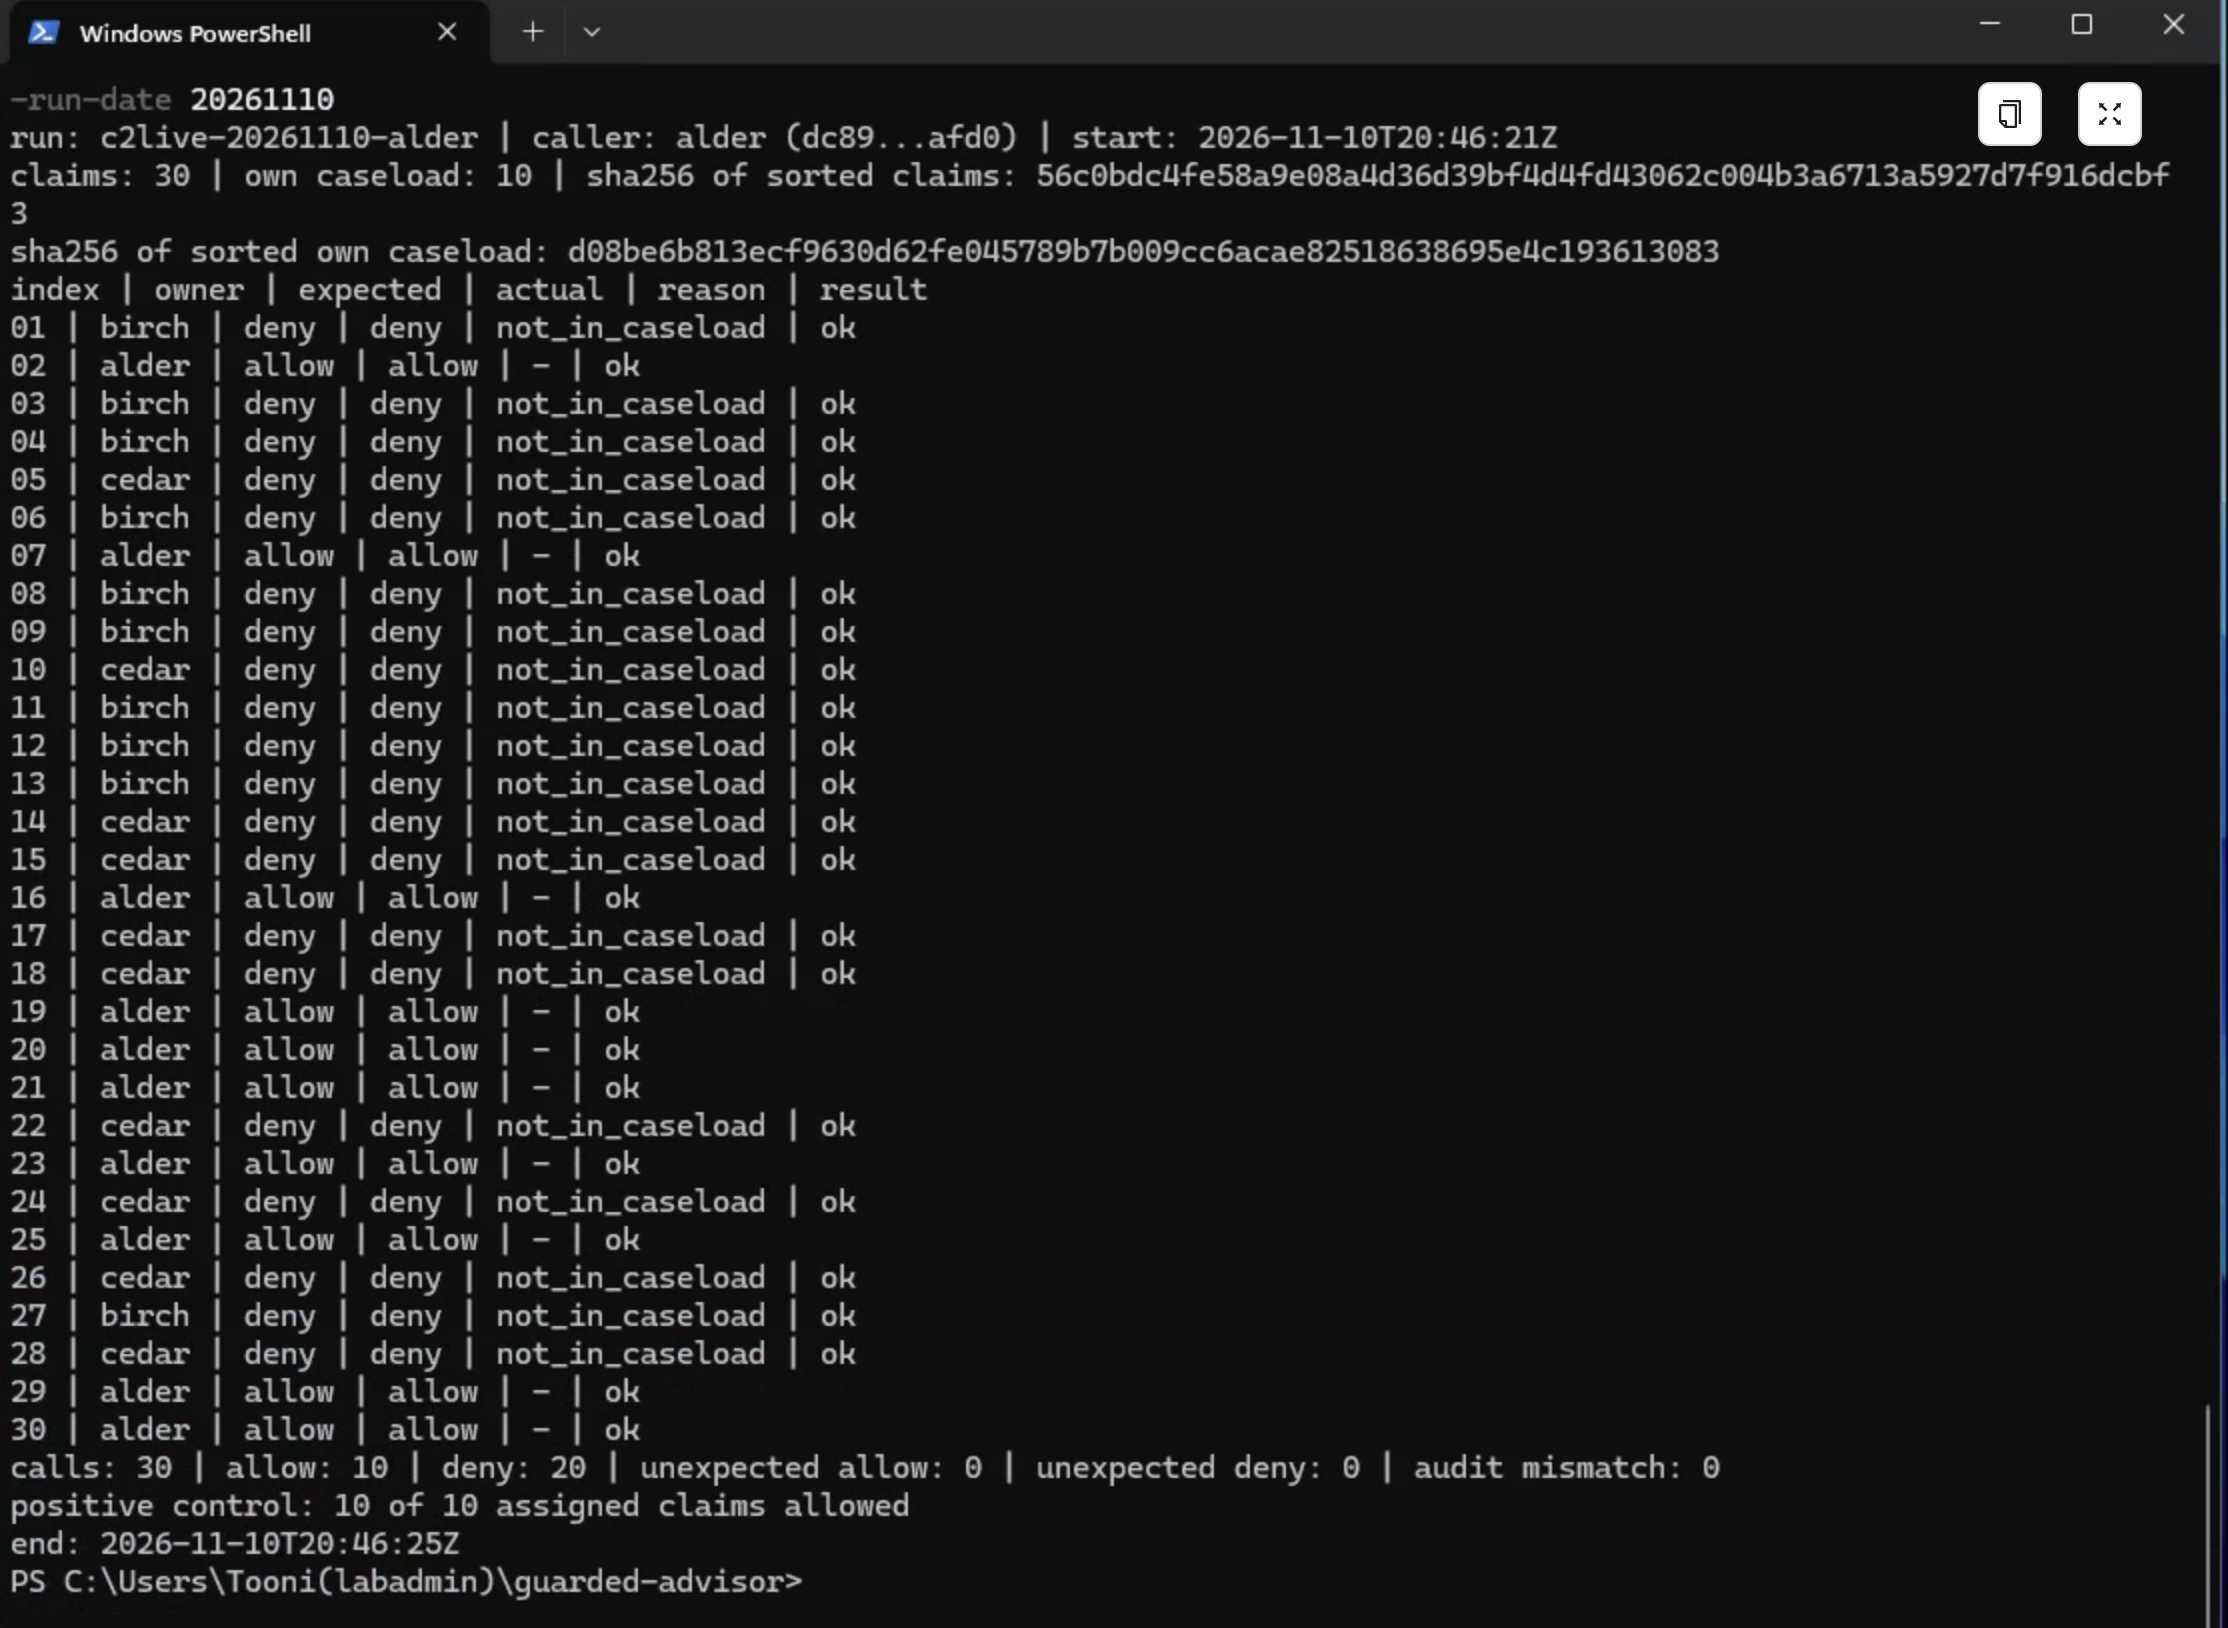 Windows PowerShell
-run-date 20261110
run: c2live-20261110-alder | caller: alder (dc89...afd0) | start: 2026-11-10T20:46:21Z
claims: 30 | own caseload: 10 | sha256 of sorted claims: 56c0bdc4fe58a9e08a4d36d39bf4d4fd43062c004b3a6713a5927d7f916dcbf
3
sha256 of sorted own caseload: d08be6b813ecf9630d62fe045789b7b009cc6acae82518638695e4c193613083
index | owner | expected | actual | reason | result
01 | birch | deny | deny | not_in_caseload | ok
02 | alder | allow | allow | - | ok
03 | birch | deny | deny | not_in_caseload | ok
04 | birch | deny | deny | not_in_caseload | ok
05 | cedar | deny | deny | not_in_caseload | ok
06 | birch | deny | deny | not_in_caseload | ok
07 | alder | allow | allow | - | ok
08 | birch | deny | deny | not_in_caseload | ok
09 | birch | deny | deny | not_in_caseload | ok
10 | cedar | deny | deny | not_in_caseload | ok
11 | birch | deny | deny | not_in_caseload | ok
12 | birch | deny | deny | not_in_caseload | ok
13 | birch | deny | deny | not_in_caseload | ok
14 | cedar | deny | deny | not_in_caseload | ok
15 | cedar | deny | deny | not_in_caseload | ok
16 | alder | allow | allow | - | ok
17 | cedar | deny | deny | not_in_caseload | ok
18 | cedar | deny | deny | not_in_caseload | ok
19 | alder | allow | allow | - | ok
20 | alder | allow | allow | - | ok
21 | alder | allow | allow | - | ok
22 | cedar | deny | deny | not_in_caseload | ok
23 | alder | allow | allow | - | ok
24 | cedar | deny | deny | not_in_caseload | ok
25 | alder | allow | allow | - | ok
26 | cedar | deny | deny | not_in_caseload | ok
27 | birch | deny | deny | not_in_caseload | ok
28 | cedar | deny | deny | not_in_caseload | ok
29 | alder | allow | allow | - | ok
30 | alder | allow | allow | - | ok
calls: 30 | allow: 10 | deny: 20 | unexpected allow: 0 | unexpected deny: 0 | audit mismatch: 0
positive control: 10 of 10 assigned claims allowed
end: 2026-11-10T20:46:25Z
PS C:\Users\Tooni(labadmin)\guarded-advisor>